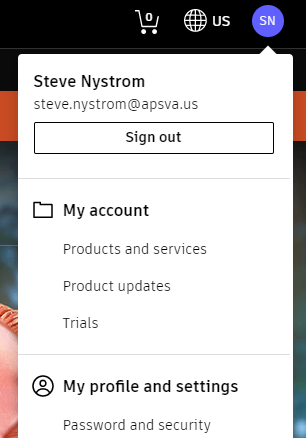 0
US
SN
Steve Nystrom
steve.nystrom@apsva.us
Sign out
My account
Products and services
Product updates
Trials
My profile and settings
Password and security